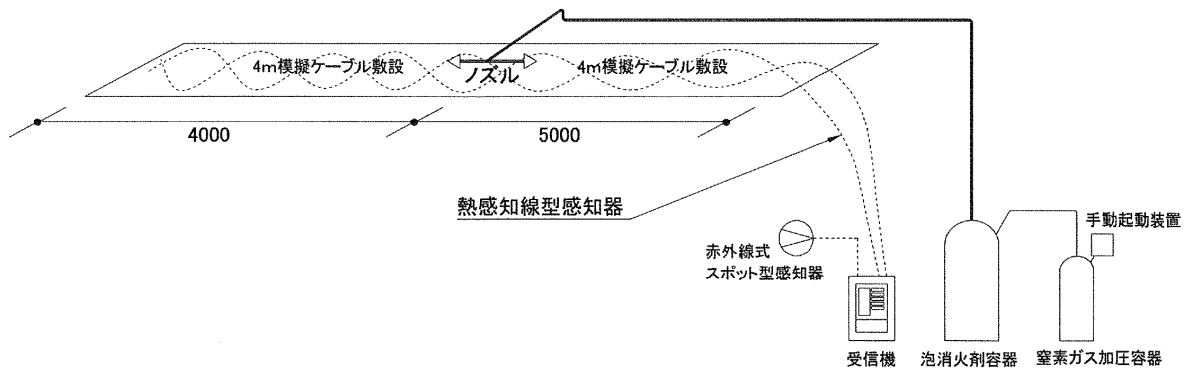 4m模擬ケーブル敷設
ノズル
4m模擬ケーブル敷設
4000
5000
熱感知線型感知器
赤外線式
スポット型感知器
手動起動装置
受信機
泡消火剤容器
窒素ガス加圧容器